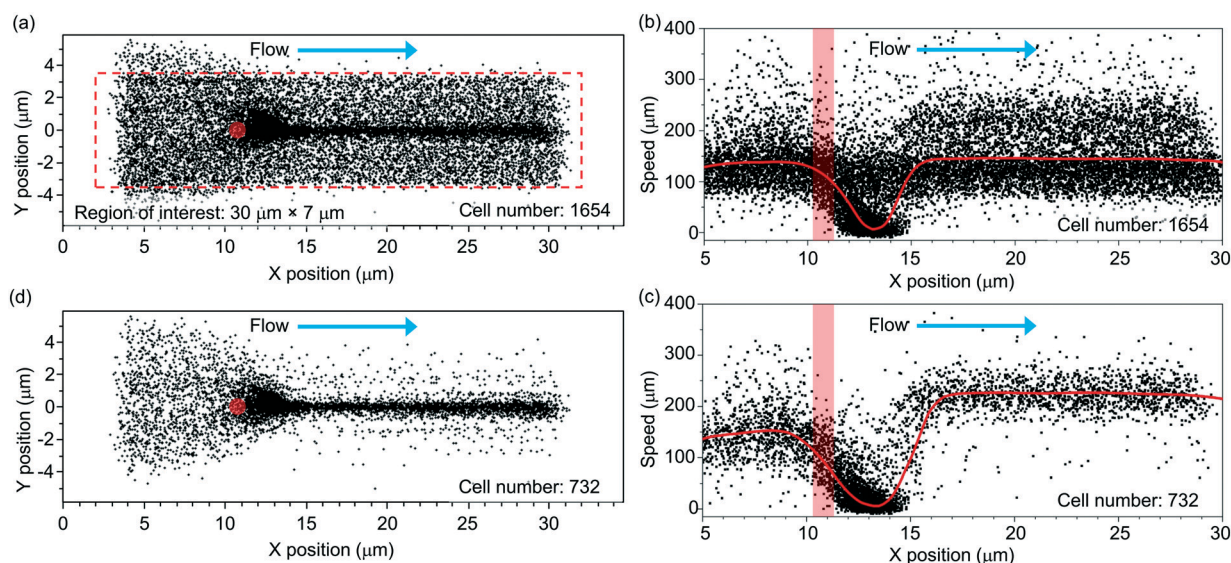 (a)
Flow
Y position (μm)
4
2
0
-2
-4
Region of interest: 30 μm × 7 μm
Cell number: 1654
0 5 10 15 20 25 30
X position (μm)
(b)
Flow
Speed (μm)
400
300
200
100
0
Cell number: 1654
5 10 15 20 25 30
X position (μm)
(d)
Flow
Y position (μm)
4
2
0
-2
-4
Cell number: 732
0 5 10 15 20 25 30
X position (μm)
(c)
Flow
Speed (μm)
400
300
200
100
0
Cell number: 732
5 10 15 20 25 30
X position (μm)